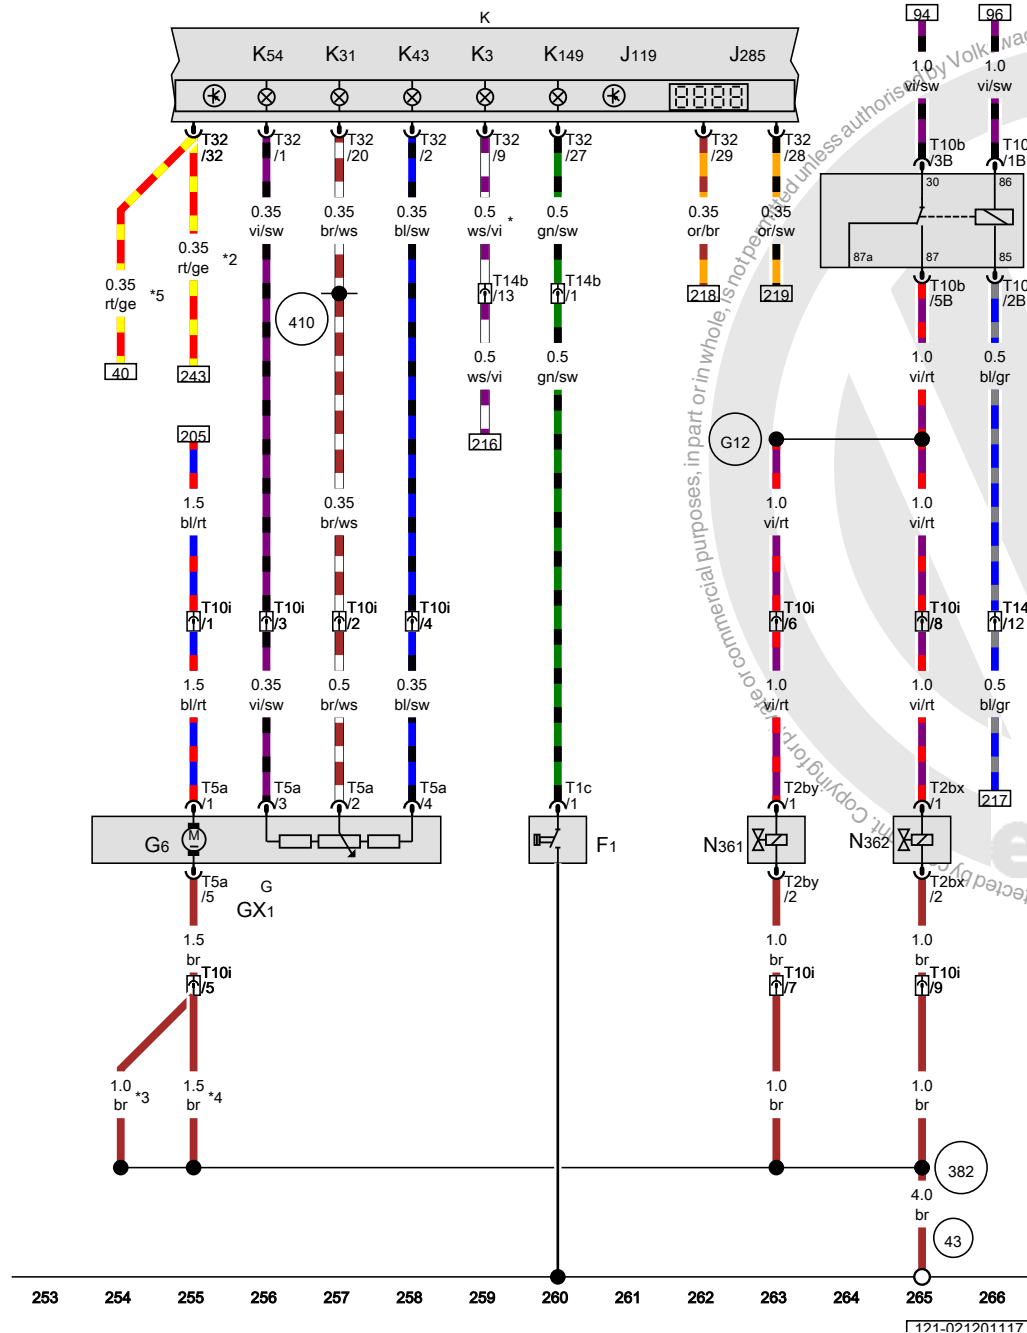 K
94 96
K54 K31 K43 K3 K149 J119 J285
1.0 1.0
vi/sw vi/sw
T32 /32 T32 /1 T32 /20 T32 /2 T32 /9 T32 /27 T32 /29 T32 /28 T10b /3B T10 /1B
30 86
0.35 0.35 0.35 0.5 0.5 0.35 0.35
vi/sw br/ws bl/sw ws/vi * gn/sw or/br or/sw
0.35 *2
rt/ge
87a 87 85
0.35 *5
rt/ge
T14b /13 T14b /1 T10b /5B T10 /2B
218 219
410
0.5 0.5 1.0 0.5
ws/vi gn/sw vi/rt bl/gr
40 243
205 216 G12
1.5 0.35 1.0 1.0
bl/rt br/ws vi/rt vi/rt
T10i /1 T10i /3 T10i /2 T10i /4 T10i /6 T10i /8 T14 /12
1.5 0.35 0.5 0.35 1.0 1.0 0.5
bl/rt vi/sw br/ws bl/sw vi/rt vi/rt bl/gr
T5a /1 T5a /3 T5a /2 T5a /4 T1c /1 T2by /1 T2bx /1 217
G6 M F1 N361 N362
T5a /5 G T2by /2 T2bx /2
GX1
1.5 1.0 1.0
br br br
T10i /5 T10i /7 T10i /9
1.0 *3 1.5 *4 1.0 1.0
br br br br
382
4.0
br
43
253 254 255 256 257 258 259 260 261 262 263 264 265 266
121-021201117